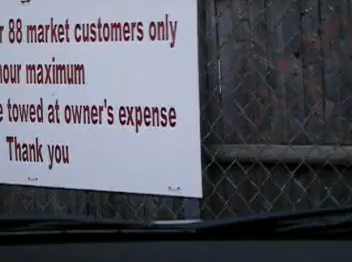 88 market customers only
hour maximum
towed at owner's expense
Thank you